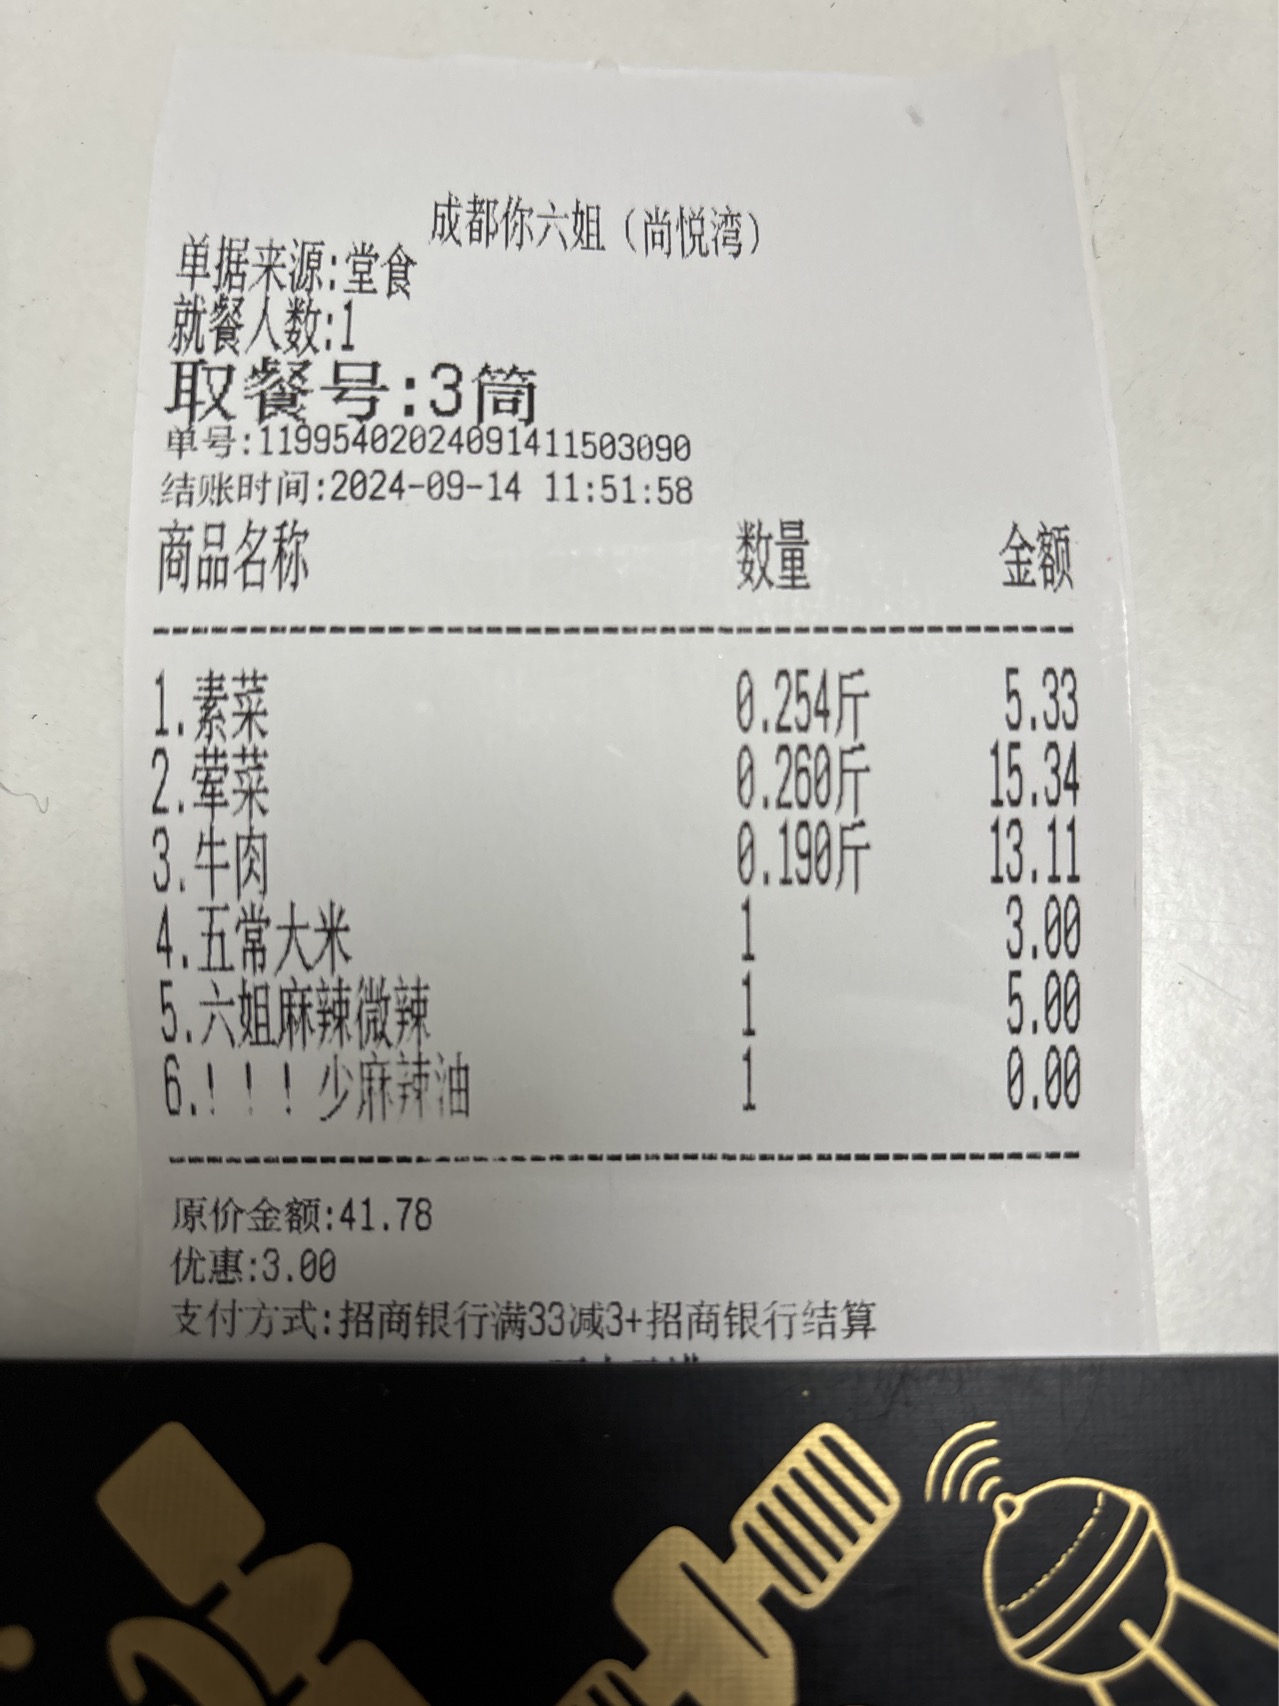 成都你六姐（尚悦湾）
单据来源:堂食
就餐人数:1
取餐号:3筒
单号:11995402024091411503090
结账时间:2024-09-14 11:51:58
商品名称 数量 金额
1.素菜 0.254斤 5.33
2.荤菜 0.260斤 15.34
3.牛肉 0.190斤 13.11
4.五常大米 1 3.00
5.六姐麻辣微辣 1 5.00
6.！！！少麻辣油 1 0.00
原价金额:41.78
优惠:3.00
支付方式:招商银行满33减3+招商银行结算